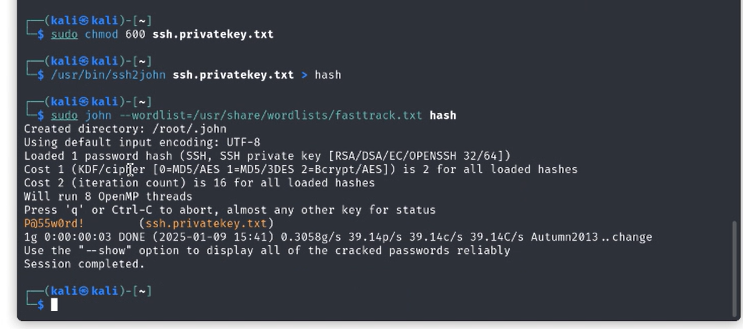 ┌──(kali㉿kali)-[~]
└─$ sudo chmod 600 ssh.privatekey.txt
┌──(kali㉿kali)-[~]
└─$ /usr/bin/ssh2john ssh.privatekey.txt > hash
┌──(kali㉿kali)-[~]
└─$ sudo john --wordlist=/usr/share/wordlists/fasttrack.txt hash
Created directory: /root/.john
Using default input encoding: UTF-8
Loaded 1 password hash (SSH, SSH private key [RSA/DSA/EC/OPENSSH 32/64])
Cost 1 (KDF/cipher [0=MD5/AES 1=MD5/3DES 2=Bcrypt/AES]) is 2 for all loaded hashes
Cost 2 (iteration count) is 16 for all loaded hashes
Will run 8 OpenMP threads
Press 'q' or Ctrl-C to abort, almost any other key for status
P@55w0rd!        (ssh.privatekey.txt)
1g 0:00:00:03 DONE (2025-01-09 15:41) 0.3058g/s 39.14p/s 39.14c/s 39.14C/s Autumn2013..change
Use the "--show" option to display all of the cracked passwords reliably
Session completed.
┌──(kali㉿kali)-[~]
└─$